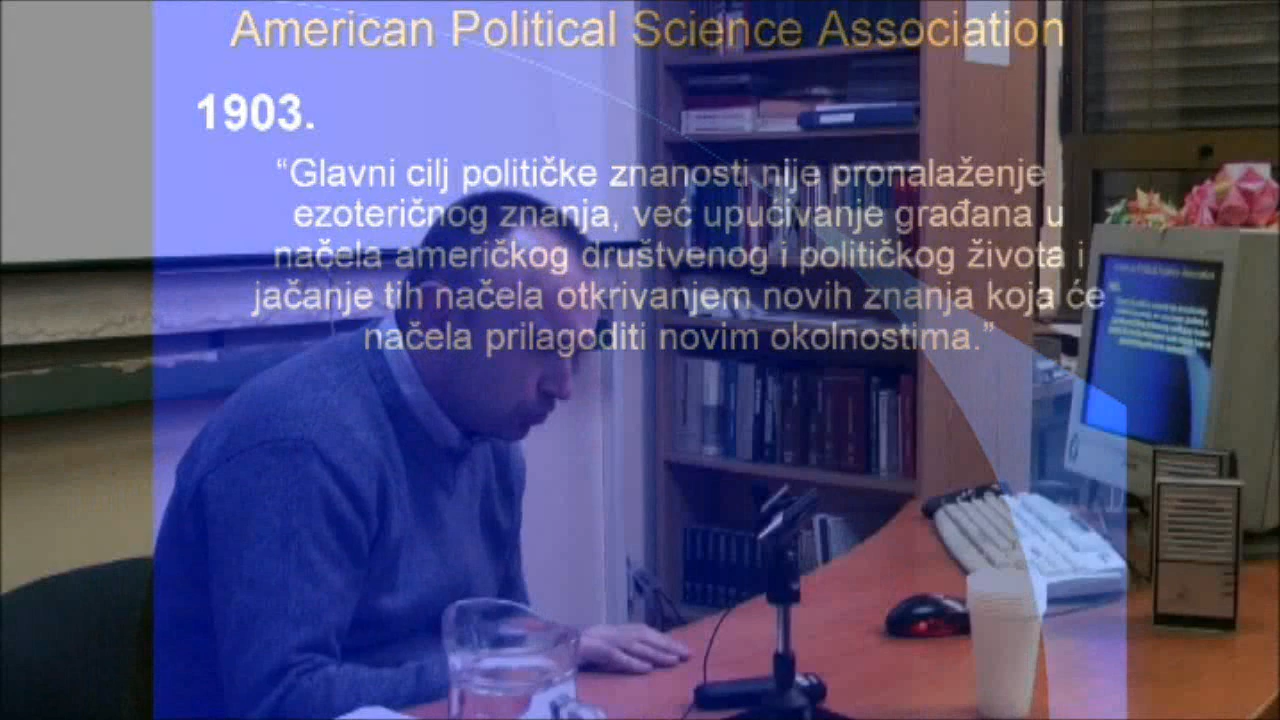 American Political Science Association
1903.
“Glavni cilj političke znanosti nije pronalaženje
ezoteričnog znanja, već upućivanje građana u
načela američkog društvenog i političkog života i
jačanje tih načela otkrivanjem novih znanja koja će
načela prilagoditi novim okolnostima.”